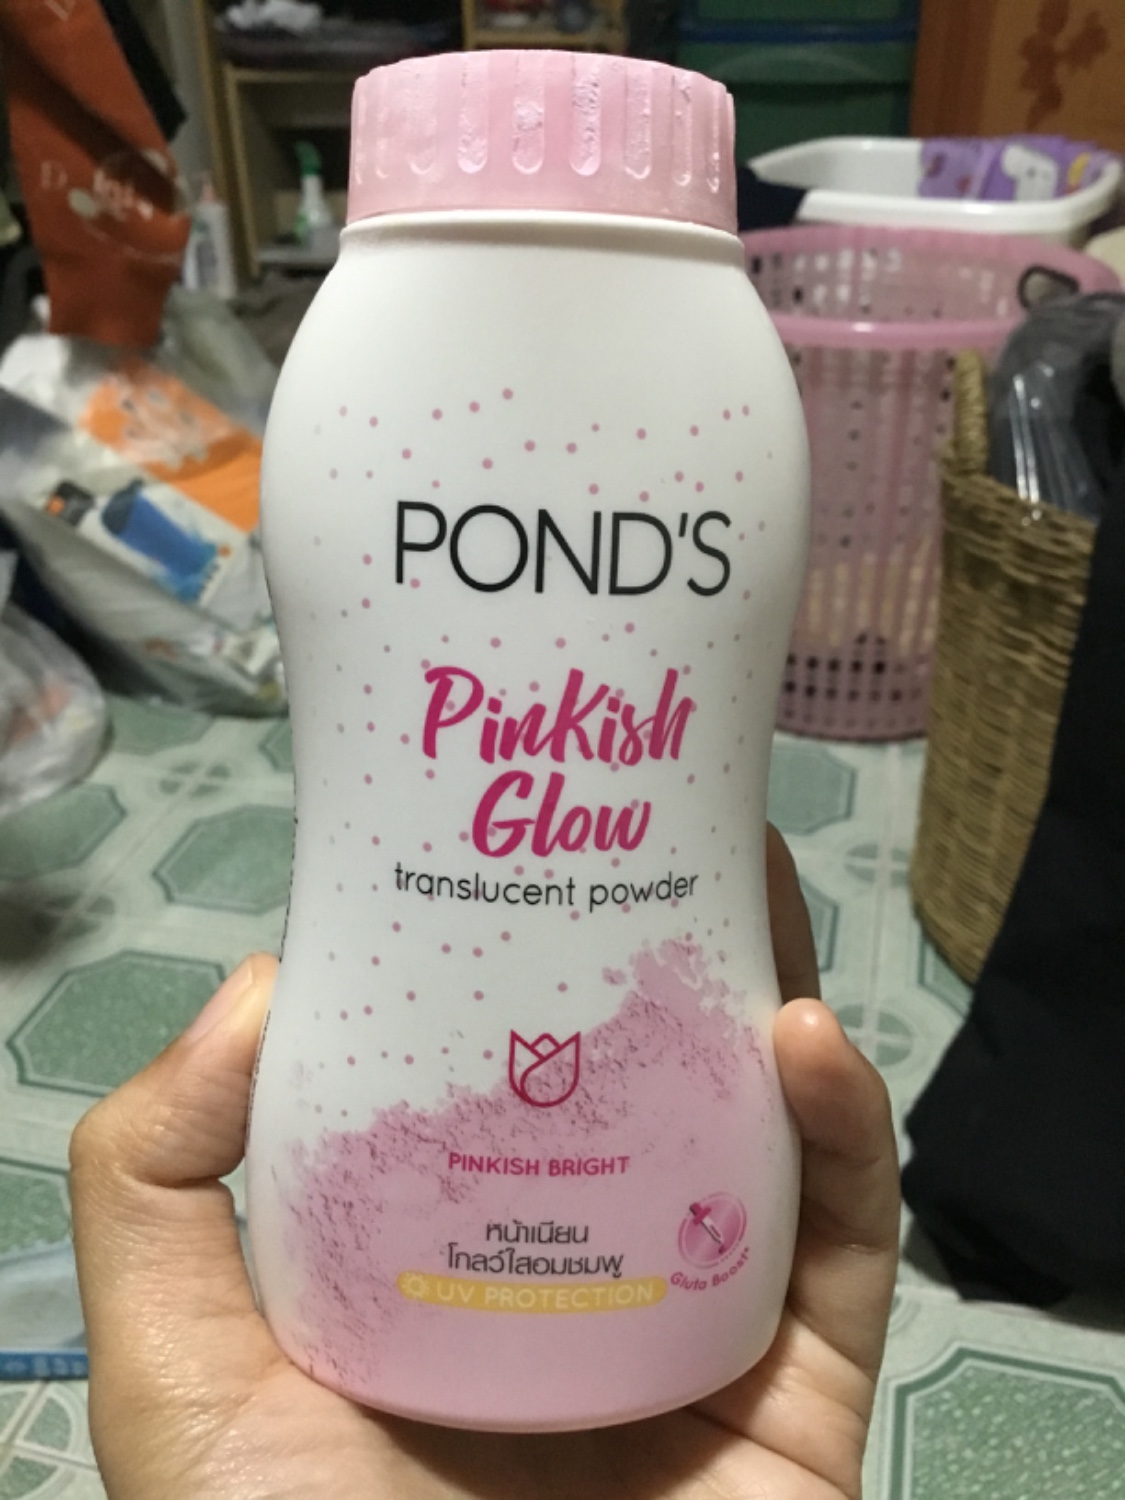 POND'S
Pinkish
Glow
translucent powder
PINKISH BRIGHT
หน้าเนียน
โกลว์ใสอมชมพู
UV PROTECTION
Gluta Boost*